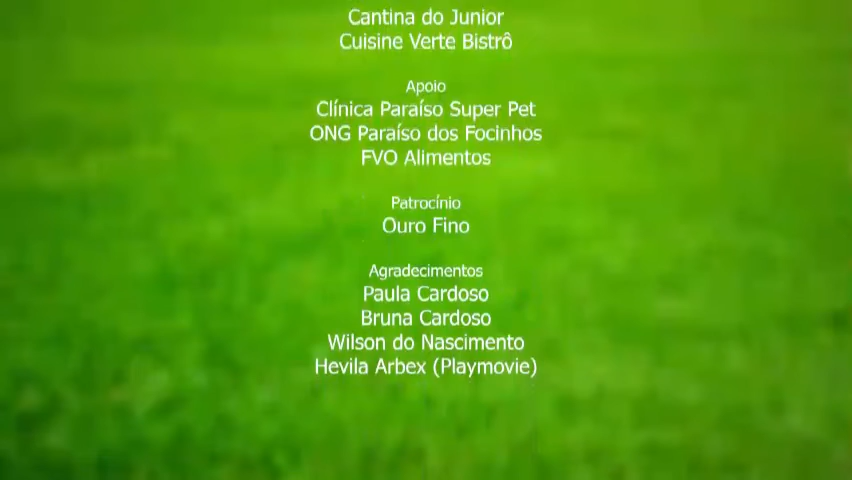 Cantina do Junior
Cuisine Verte Bistrô
Apoio
Clínica Paraíso Super Pet
ONG Paraíso dos Focinhos
FVO Alimentos
Patrocínio
Ouro Fino
Agradecimentos
Paula Cardoso
Bruna Cardoso
Wilson do Nascimento
Hevila Arbex (Playmovie)